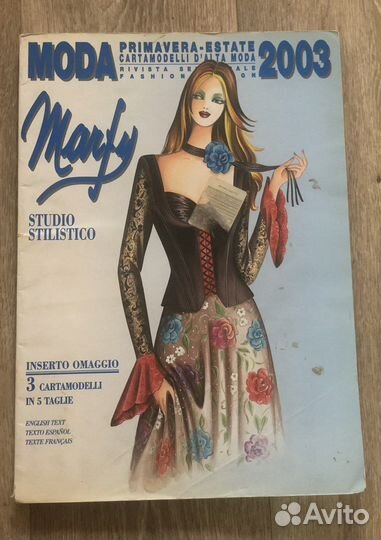 MODA PRIMAVERA-ESTATE 2003
CARTAMODELLI D'ALTA MODA
RIVISTA
FASHION
Marfy
STUDIO
STILISTICO
INSERTO OMAGGIO
3 CARTAMODELLI
IN 5 TAGLIE
ENGLISH TEXT
TEXTO ESPAÑOL
TEXTE FRANÇAIS
Avito